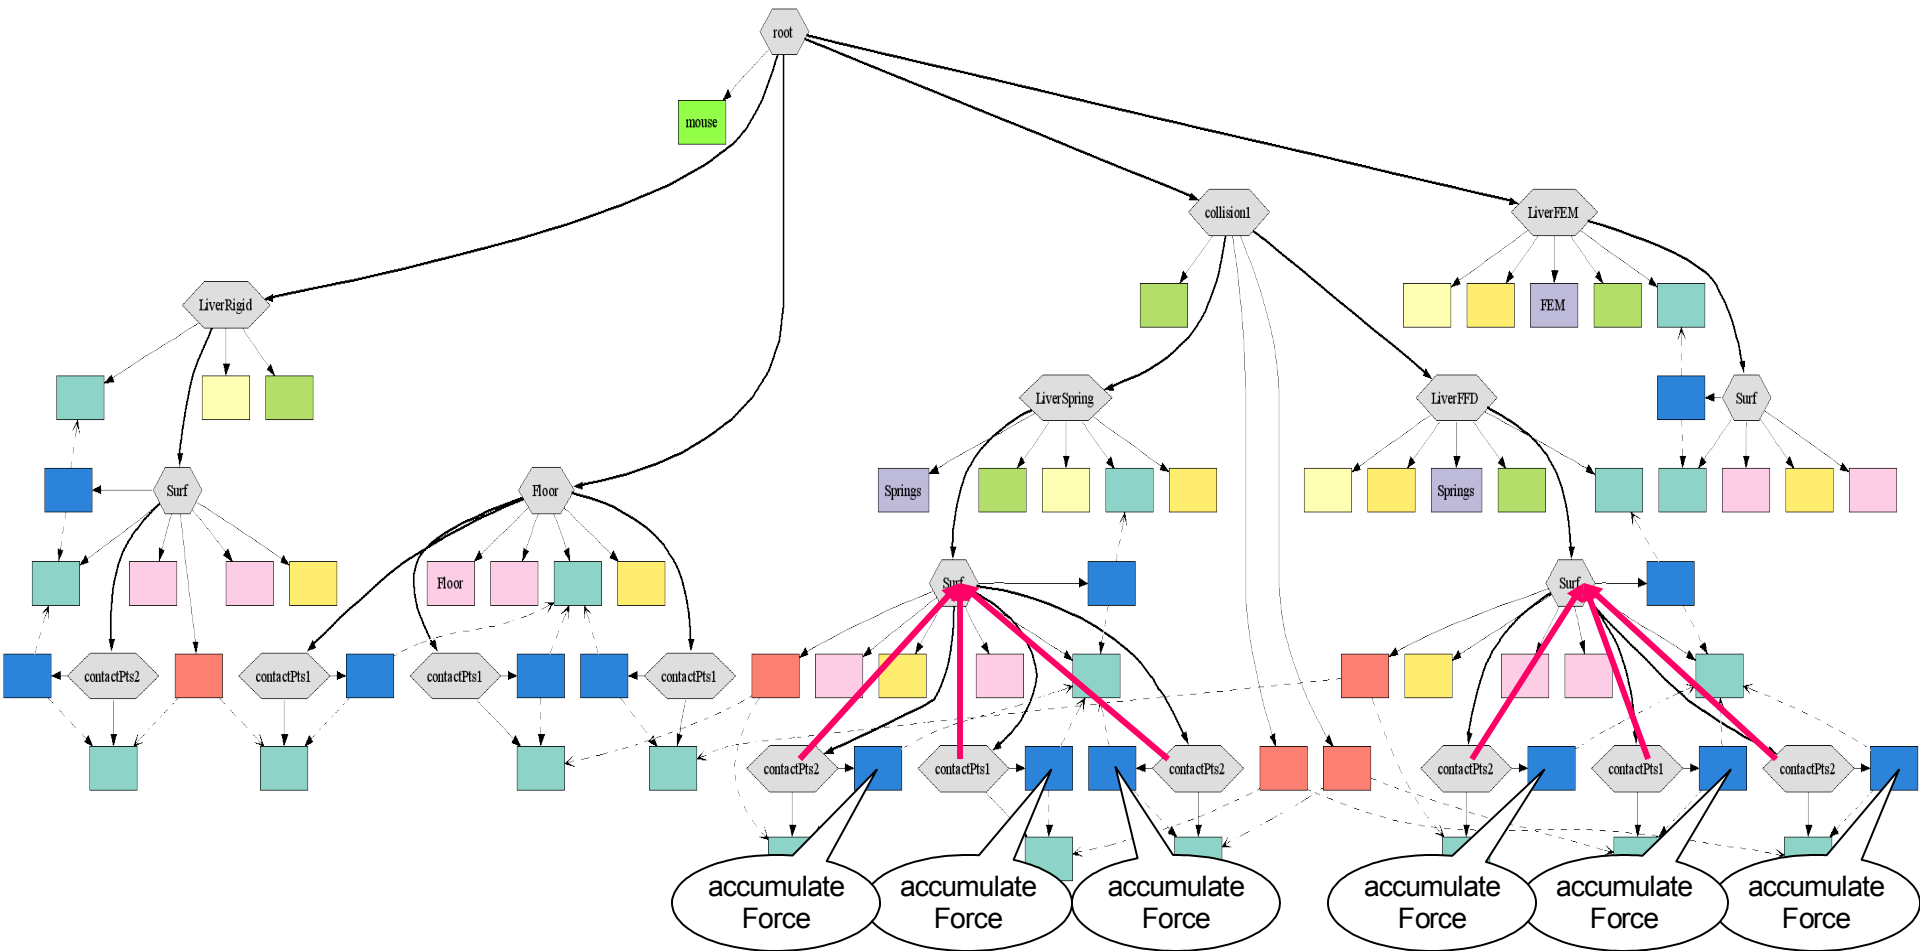 root
mouse
collision1
LiverFEM
LiverRigid
FEM
LiverSpring
LiverFFD
Surf
Surf
Floor
Springs
Springs
Floor
Surf
Surf
contactPts2
contactPts1
contactPts1
contactPts1
contactPts2
contactPts1
contactPts2
contactPts2
contactPts1
contactPts2
accumulate
Force
accumulate
Force
accumulate
Force
accumulate
Force
accumulate
Force
accumulate
Force